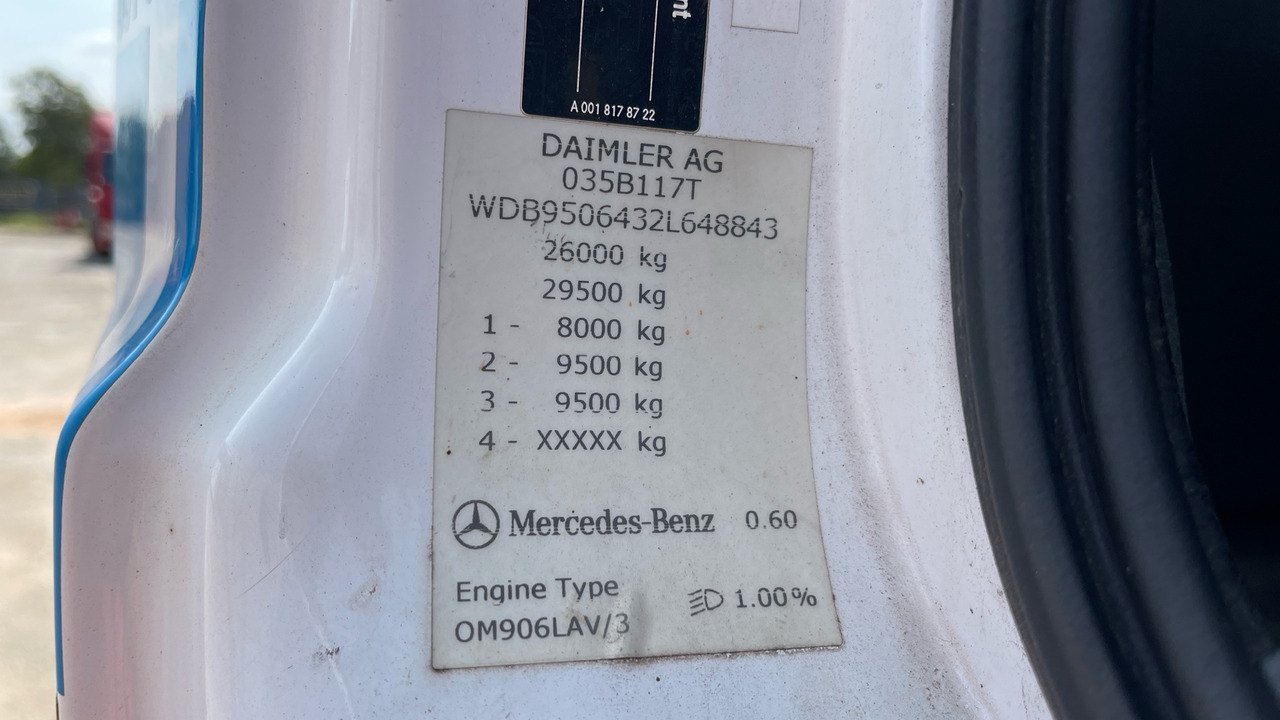 nt
A 001 817 87 22
DAIMLER AG
035B117T
WDB9506432L648843
26000 kg
29500 kg
1 - 8000 kg
2 - 9500 kg
3 - 9500 kg
4 - XXXXX kg
Mercedes-Benz 0.60
Engine Type
1.00%
OM906LAV/3